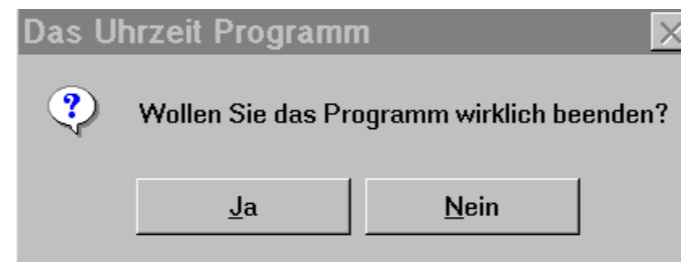 Das Uhrzeit Programm
Wollen Sie das Programm wirklich beenden?
Ja
Nein